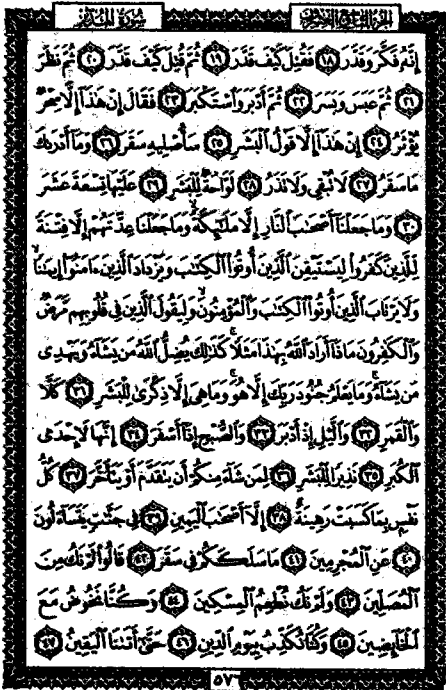 الجزء التاسع والعشرون سورة المدثر
إِنَّهُۥ فَكَّرَ وَقَدَّرَ ١٨ فَقُتِلَ كَيْفَ قَدَّرَ ١٩ ثُمَّ قُتِلَ كَيْفَ قَدَّرَ ٢٠ ثُمَّ نَظَرَ
٢١ ثُمَّ عَبَسَ وَبَسَرَ ٢٢ ثُمَّ أَدْبَرَ وَٱسْتَكْبَرَ ٢٣ فَقَالَ إِنْ هَٰذَآ إِلَّا سِحْرٌ
يُؤْثَرُ ٢٤ إِنْ هَٰذَآ إِلَّا قَوْلُ ٱلْبَشَرِ ٢٥ سَأُصْلِيهِ سَقَرَ ٢٦ وَمَآ أَدْرَىٰكَ
مَا سَقَرُ ٢٧ لَا تُبْقِى وَلَا تَذَرُ ٢٨ لَوَّاحَةٌ لِّلْبَشَرِ ٢٩ عَلَيْهَا تِسْعَةَ عَشَرَ
٣٠ وَمَا جَعَلْنَآ أَصْحَٰبَ ٱلنَّارِ إِلَّا مَلَٰٓئِكَةً وَمَا جَعَلْنَا عِدَّتَهُمْ إِلَّا فِتْنَةً
لِّلَّذِينَ كَفَرُوا۟ لِيَسْتَيْقِنَ ٱلَّذِينَ أُوتُوا۟ ٱلْكِتَٰبَ وَيَزْدَادَ ٱلَّذِينَ ءَامَنُوٓا۟ إِيمَٰنًا
وَلَا يَرْتَابَ ٱلَّذِينَ أُوتُوا۟ ٱلْكِتَٰبَ وَٱلْمُؤْمِنُونَ وَلِيَقُولَ ٱلَّذِينَ فِى قُلُوبِهِم مَّرَضٌ
وَٱلْكَٰفِرُونَ مَاذَآ أَرَادَ ٱللَّهُ بِهَٰذَا مَثَلًا كَذَٰلِكَ يُضِلُّ ٱللَّهُ مَن يَشَآءُ وَيَهْدِى
مَن يَشَآءُ وَمَا يَعْلَمُ جُنُودَ رَبِّكَ إِلَّا هُوَ وَمَا هِىَ إِلَّا ذِكْرَىٰ لِلْبَشَرِ ٣١ كَلَّا
وَٱلْقَمَرِ ٣٢ وَٱلَّيْلِ إِذْ أَدْبَرَ ٣٣ وَٱلصُّبْحِ إِذَآ أَسْفَرَ ٣٤ إِنَّهَا لَإِحْدَى
ٱلْكُبَرِ ٣٥ نَذِيرًا لِّلْبَشَرِ ٣٦ لِمَن شَآءَ مِنكُمْ أَن يَتَقَدَّمَ أَوْ يَتَأَخَّرَ ٣٧ كُلُّ
نَفْسٍۭ بِمَا كَسَبَتْ رَهِينَةٌ ٣٨ إِلَّآ أَصْحَٰبَ ٱلْيَمِينِ ٣٩ فِى جَنَّٰتٍ يَتَسَآءَلُونَ
٤٠ عَنِ ٱلْمُجْرِمِينَ ٤١ مَا سَلَكَكُمْ فِى سَقَرَ ٤٢ قَالُوا۟ لَمْ نَكُ مِنَ
ٱلْمُصَلِّينَ ٤٣ وَلَمْ نَكُ نُطْعِمُ ٱلْمِسْكِينَ ٤٤ وَكُنَّا نَخُوضُ مَعَ
ٱلْخَآئِضِينَ ٤٥ وَكُنَّا نُكَذِّبُ بِيَوْمِ ٱلدِّينِ ٤٦ حَتَّىٰٓ أَتَىٰنَا ٱلْيَقِينُ ٤٧
٥٧٦